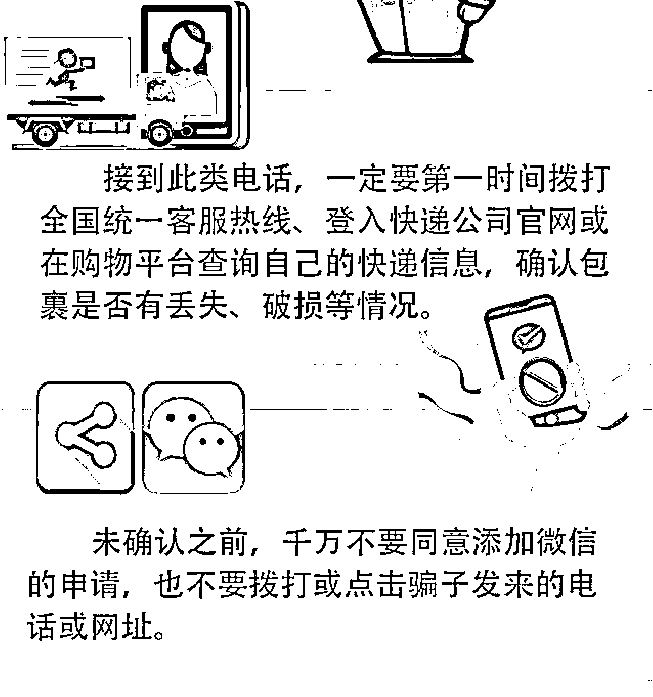 接到此类电话，一定要第一时间拨打
全国统一客服热线、登入快递公司官网或
在购物平台查询自己的快递信息，确认包
裹是否有丢失、破损等情况。
未确认之前，千万不要同意添加微信
的申请，也不要拨打或点击骗子发来的电
话或网址。